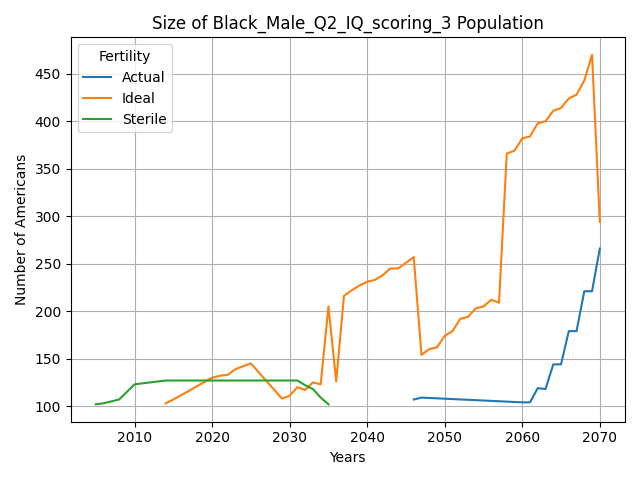 Size of Black_Male_Q2_IQ_scoring_3 Population
Fertility
Actual
Ideal
Sterile
Number of Americans
450
400
350
300
250
200
150
100
2010 2020 2030 2040 2050 2060 2070
Years